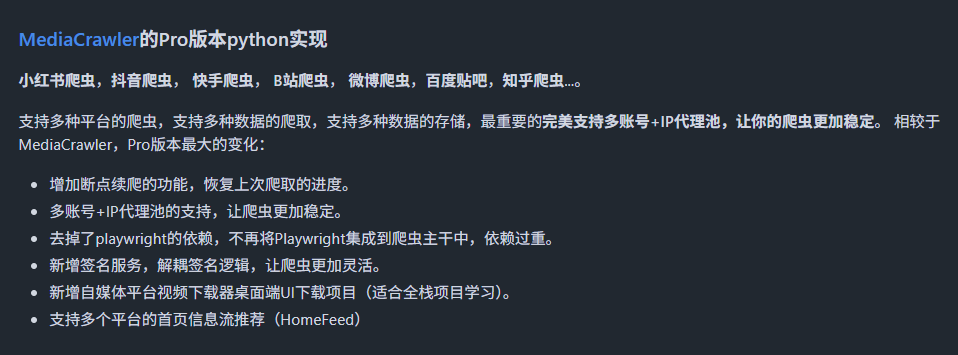 MediaCrawler的Pro版本python实现
小红书爬虫，抖音爬虫， 快手爬虫， B站爬虫， 微博爬虫，百度贴吧，知乎爬虫...。
支持多种平台的爬虫，支持多种数据的爬取，支持多种数据的存储，最重要的完美支持多账号+IP代理池，让你的爬虫更加稳定。 相较于
MediaCrawler，Pro版本最大的变化：
• 增加断点续爬的功能，恢复上次爬取的进度。
• 多账号+IP代理池的支持，让爬虫更加稳定。
• 去掉了playwright的依赖，不再将Playwright集成到爬虫主干中，依赖过重。
• 新增签名服务，解耦签名逻辑，让爬虫更加灵活。
• 新增自媒体平台视频下载器桌面端UI下载项目（适合全栈项目学习）。
• 支持多个平台的首页信息流推荐（HomeFeed）